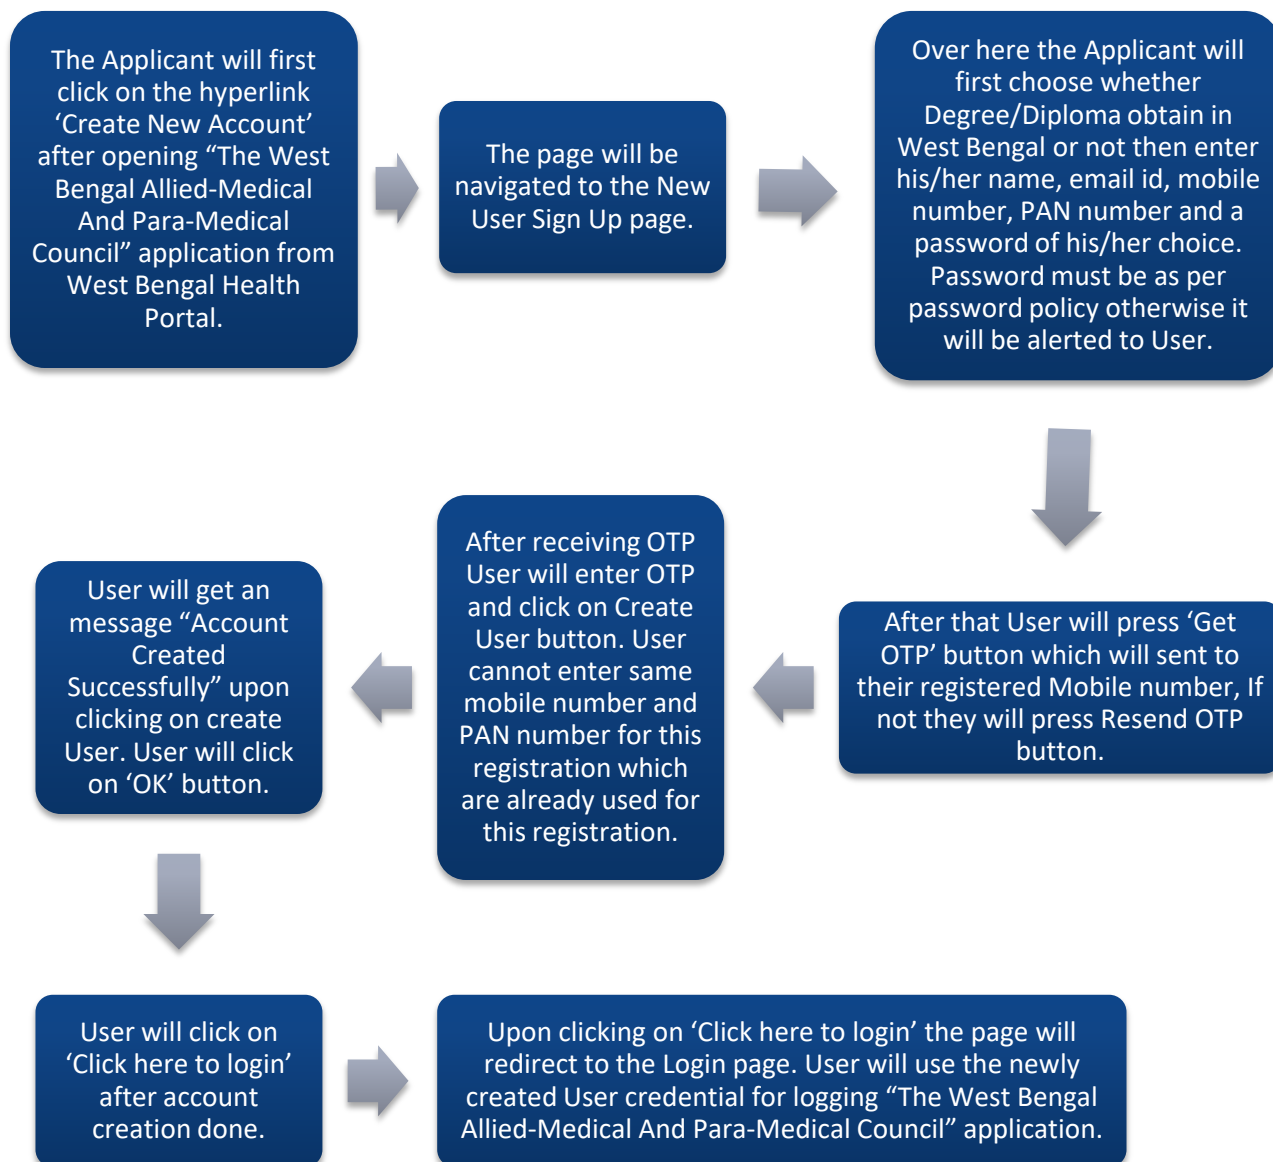 The Applicant will first
click on the hyperlink
‘Create New Account’
after opening “The West
Bengal Allied-Medical
And Para-Medical
Council” application from
West Bengal Health
Portal.
The page will be
navigated to the New
User Sign Up page.
Over here the Applicant will
first choose whether
Degree/Diploma obtain in
West Bengal or not then enter
his/her name, email id, mobile
number, PAN number and a
password of his/her choice.
Password must be as per
password policy otherwise it
will be alerted to User.
After that User will press ‘Get
OTP’ button which will sent to
their registered Mobile number, If
not they will press Resend OTP
button.
After receiving OTP
User will enter OTP
and click on Create
User button. User
cannot enter same
mobile number and
PAN number for this
registration which
are already used for
this registration.
User will get an
message “Account
Created
Successfully” upon
clicking on create
User. User will click
on ‘OK’ button.
User will click on
‘Click here to login’
after account
creation done.
Upon clicking on ‘Click here to login’ the page will
redirect to the Login page. User will use the newly
created User credential for logging “The West Bengal
Allied-Medical And Para-Medical Council” application.